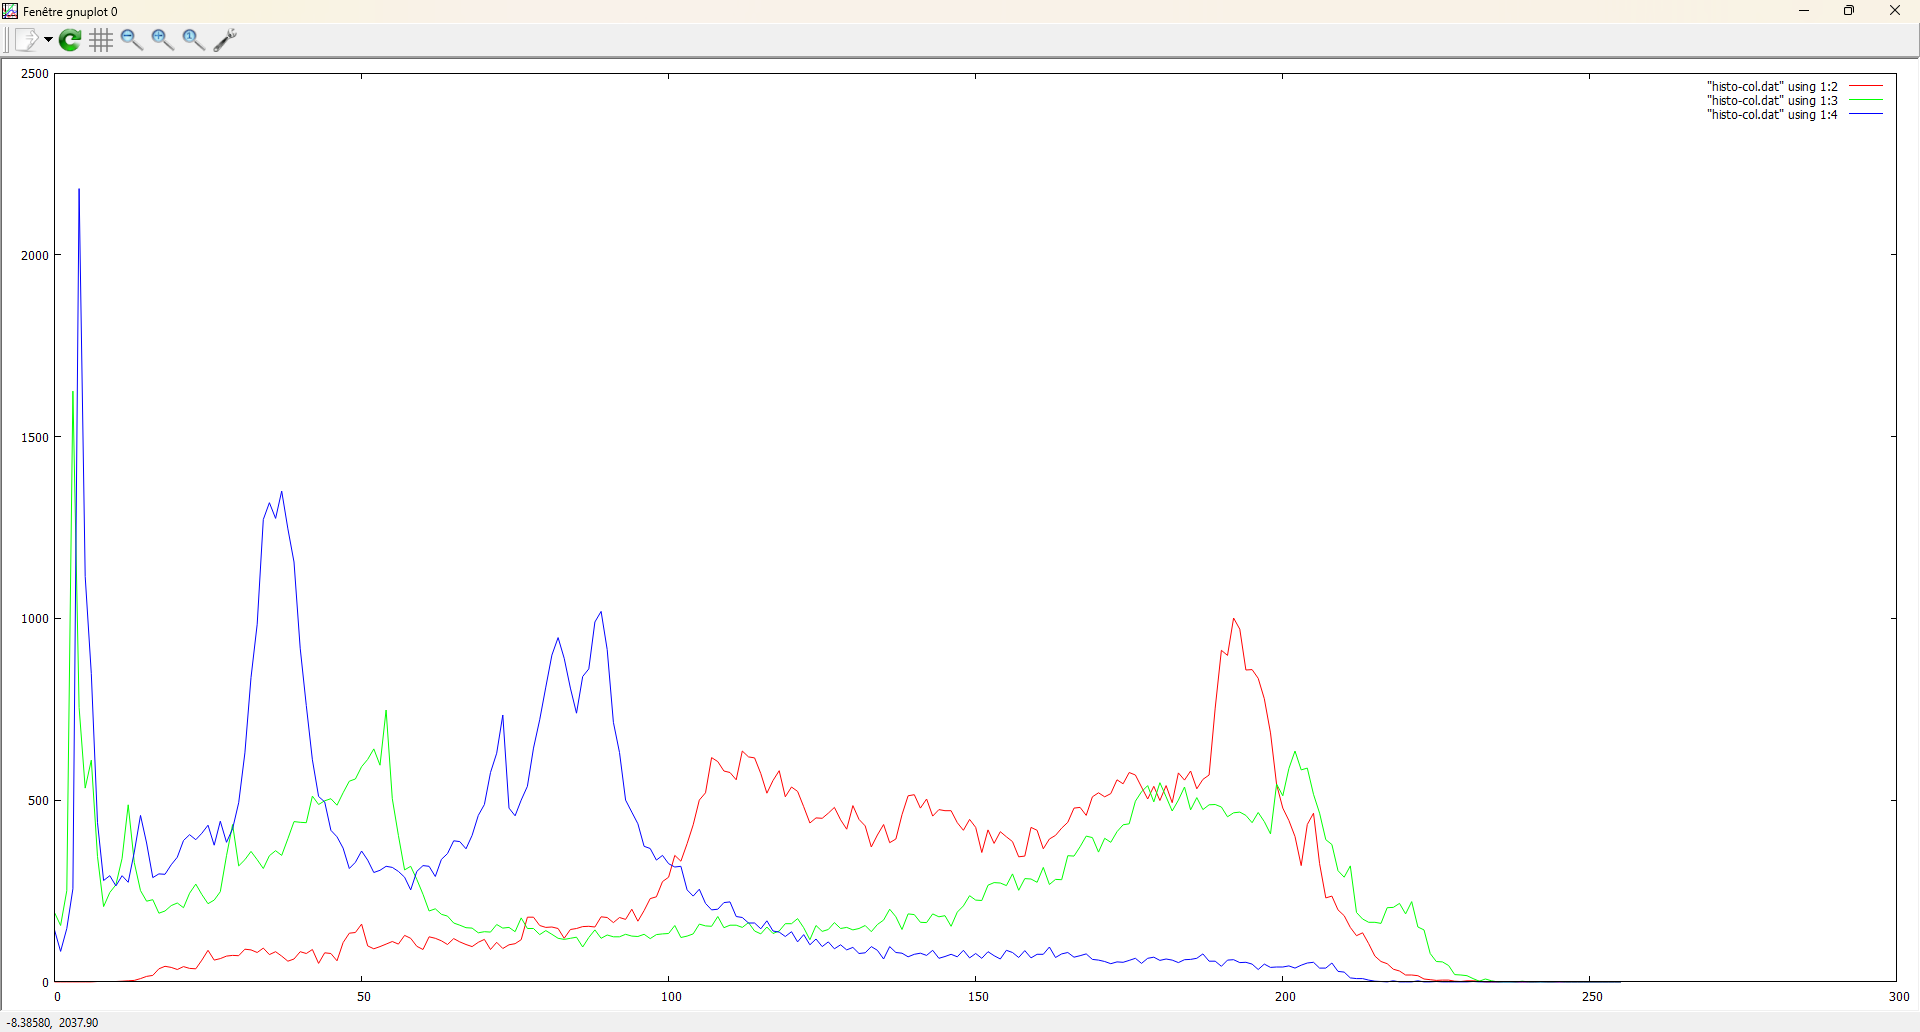 Fenêtre gnuplot 0
2500
"histo-col.dat" using 1:2
"histo-col.dat" using 1:3
"histo-col.dat" using 1:4
2000
1500
1000
500
0
0 50 100 150 200 250 300
-8.38580, 2037.90